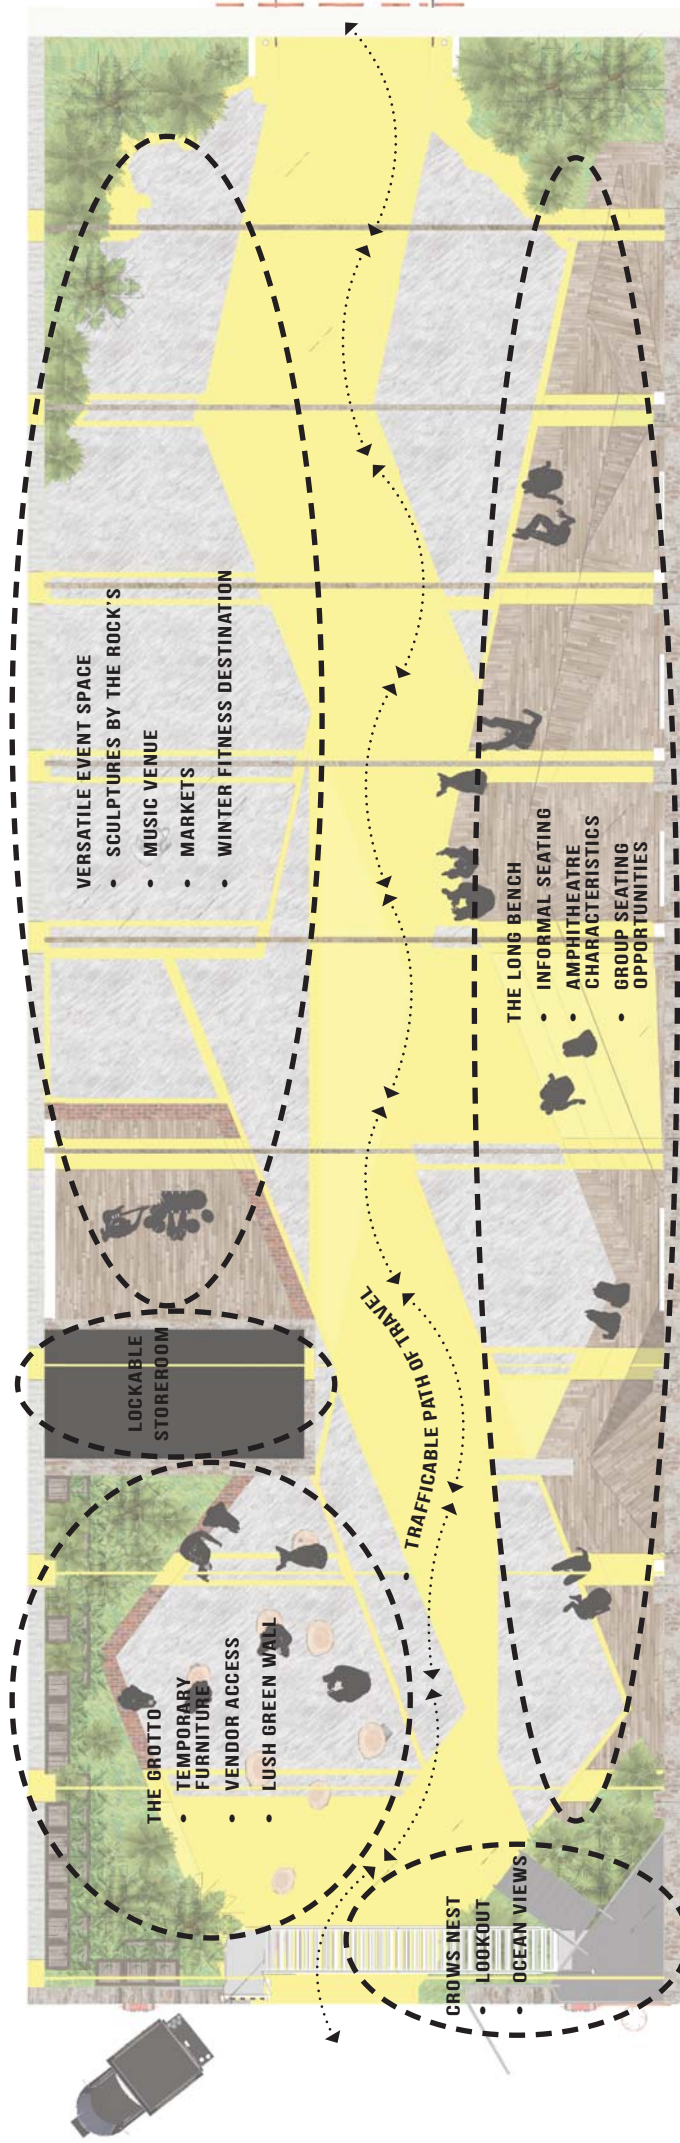 THE GROTTO
• TEMPORARY
FURNITURE
• VENDOR ACCESS
• LUSH GREEN WALL
LOCKABLE
STOREROOM
VERSATILE EVENT SPACE
• SCULPTURES BY THE ROCK'S
• MUSIC VENUE
• MARKETS
• WINTER FITNESS DESTINATION
• TRAFFICABLE PATH OF TRAVEL
CROWS NEST
• LOOKOUT
• OCEAN VIEWS
THE LONG BENCH
• INFORMAL SEATING
• AMPHITHEATRE
CHARACTERISTICS
• GROUP SEATING
OPPORTUNITIES